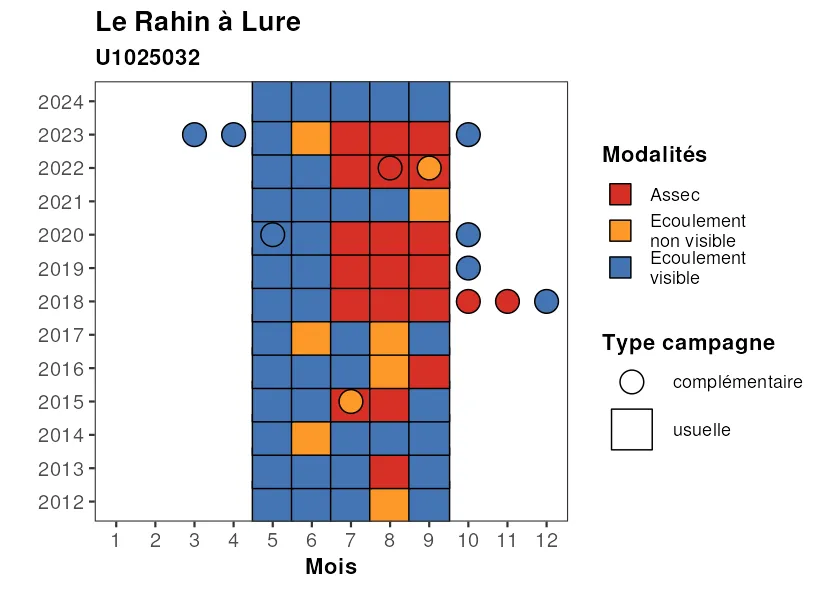 Le Rahin à Lure
U1025032
2024
2023
2022
2021
2020
2019
2018
2017
2016
2015
2014
2013
2012
1 2 3 4 5 6 7 8 9 10 11 12
Mois
Modalités
Assec
Ecoulement
non visible
Ecoulement
visible
Type campagne
complémentaire
usuelle